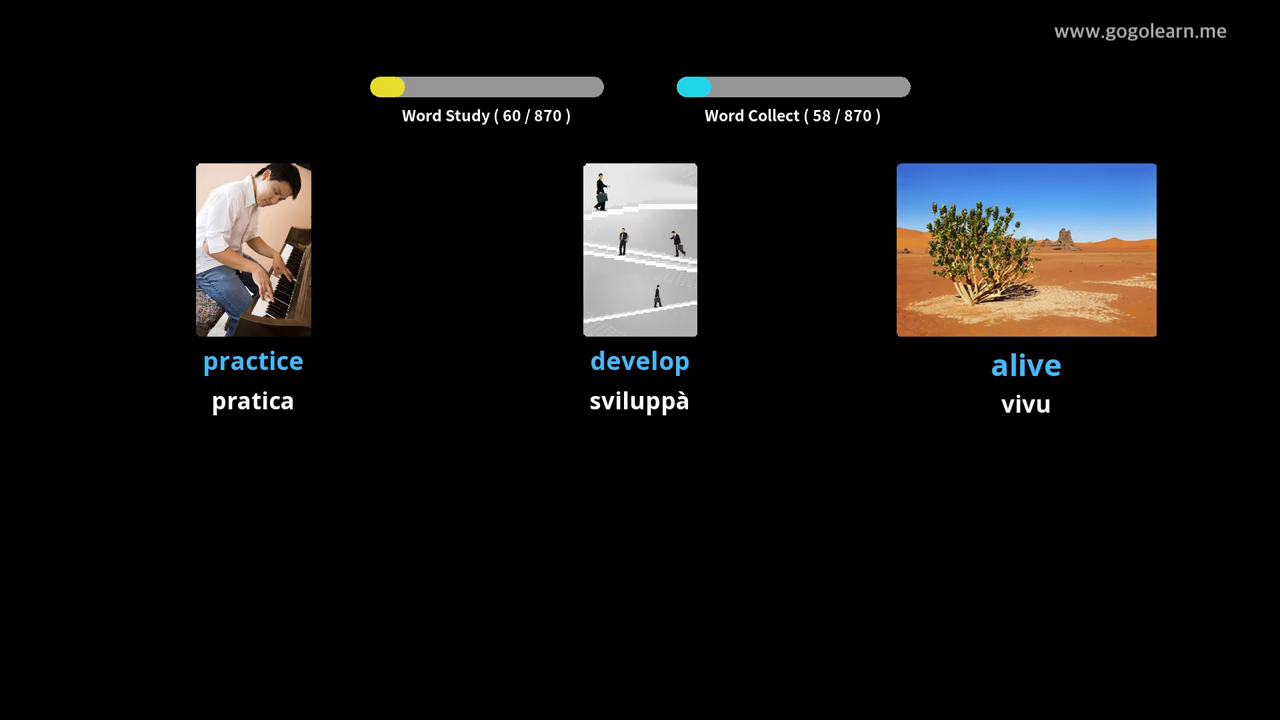 www.gogolearn.me
Word Study ( 60 / 870 )
Word Collect ( 58 / 870 )
practice
pratica
develop
sviluppà
alive
vivu